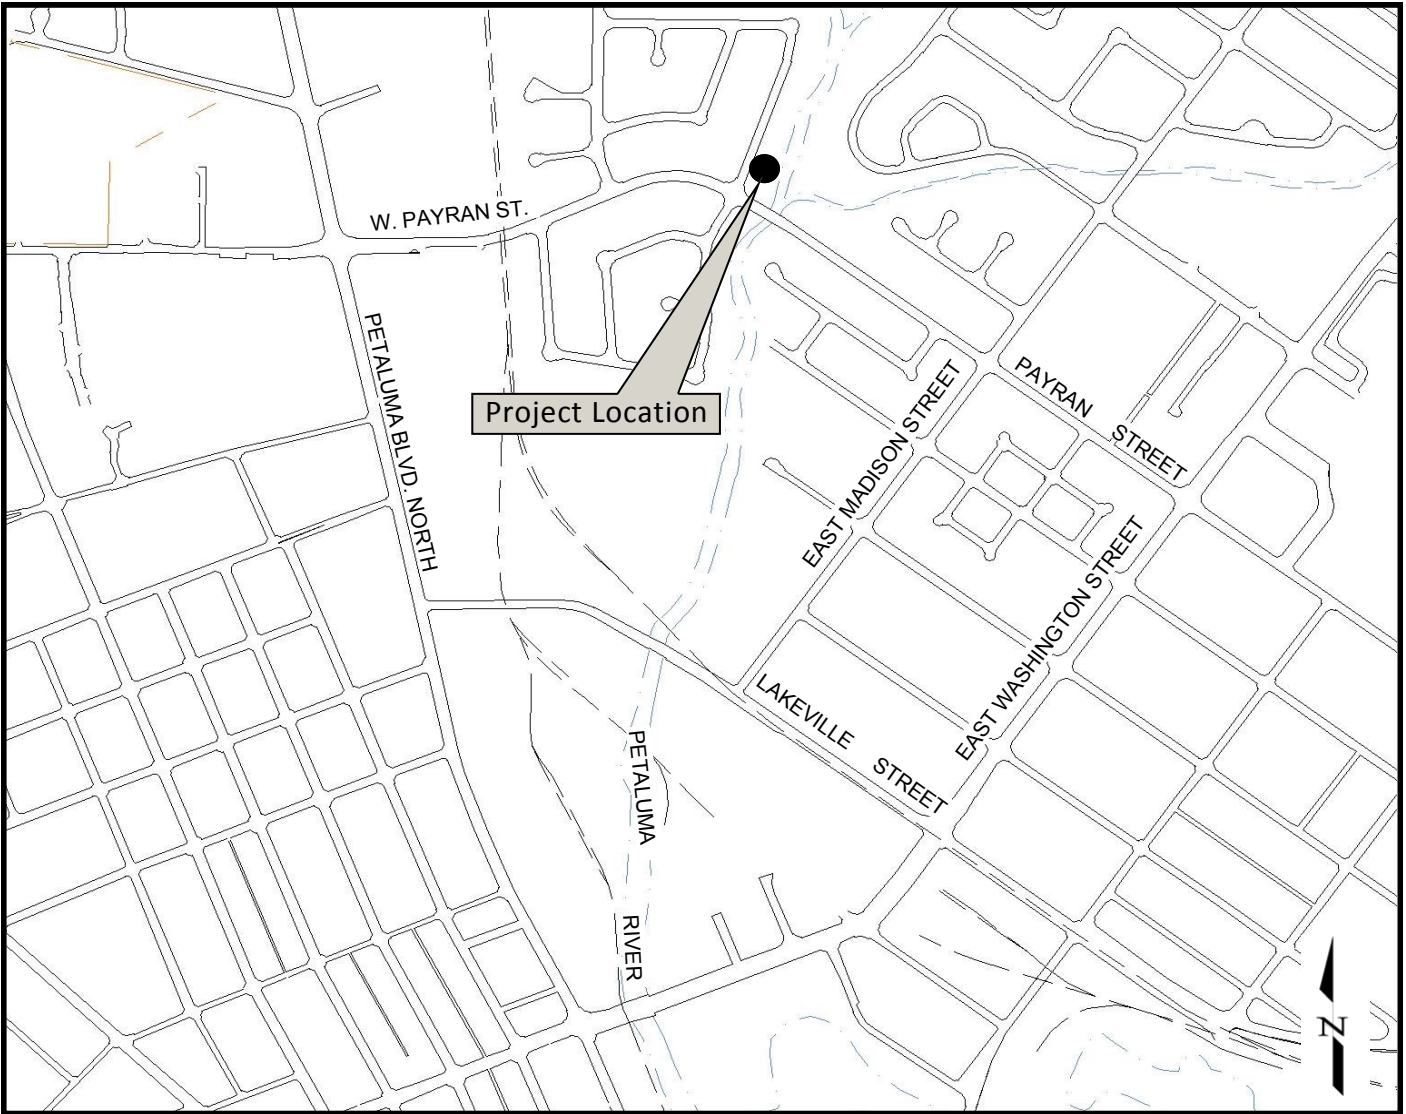 W. PAYRAN ST.
PETALUMA BLVD. NORTH
Project Location
EAST MADISON STREET
PAYRAN
STREET
EAST WASHINGTON STREET
LAKEVILLE
STREET
PETALUMA
RIVER
N